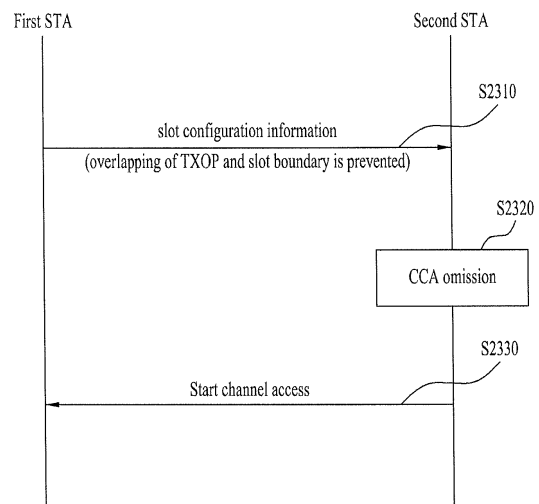 First STA
Second STA
S2310
slot configuration information
(overlapping of TXOP and slot boundary is prevented)
S2320
CCA omission
S2330
Start channel access